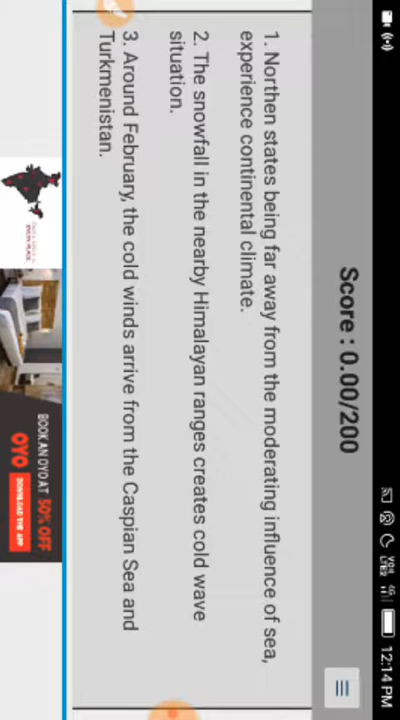 VOH 4G
LTE2
12:14 PM
Score : 0.00/200
1. Northen states being far away from the moderating influence of sea,
experience continental climate.
2. The snowfall in the nearby Himalayan ranges creates cold wave
situation.
3. Around February, the cold winds arrive from the Caspian Sea and
Turkmenistan.
BOOK AN OYO AT 50% OFF
OYO DOWNLOAD THE APP